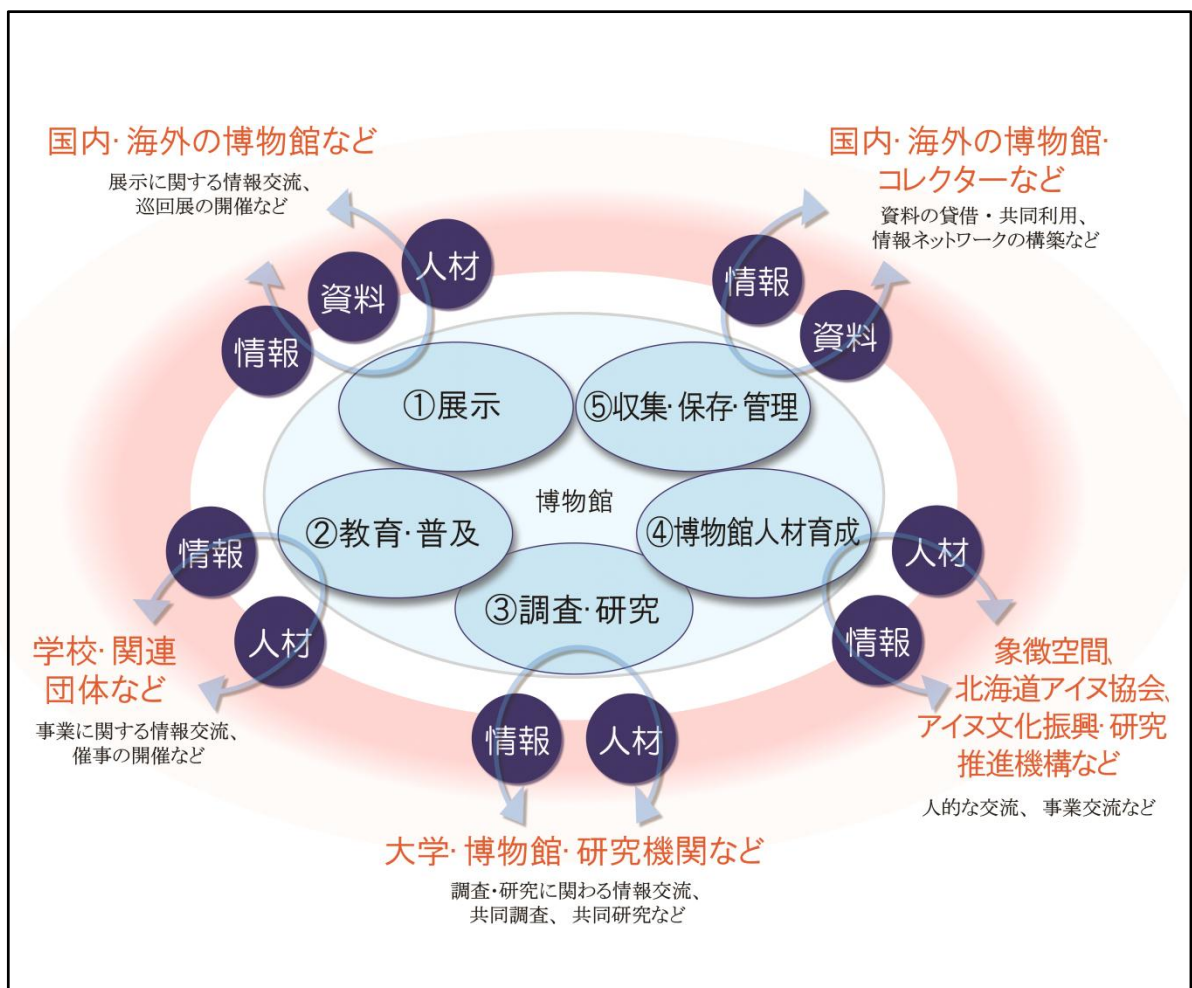 国内･海外の博物館など
展示に関する情報交流、
巡回展の開催など
国内･海外の博物館･
コレクターなど
資料の貸借・共同利用、
情報ネットワークの構築など
人材
資料
情報
情報
資料
①展示
⑤収集･保存･管理
博物館
②教育･普及
④博物館人材育成
③調査･研究
情報
人材
人材
情報
学校･関連
団体など
事業に関する情報交流、
催事の開催など
象徴空間、
北海道アイヌ協会、
アイヌ文化振興･研究
推進機構など
人的な交流、事業交流など
情報
人材
大学･博物館･研究機関など
調査・研究に関わる情報交流、
共同調査、共同研究など